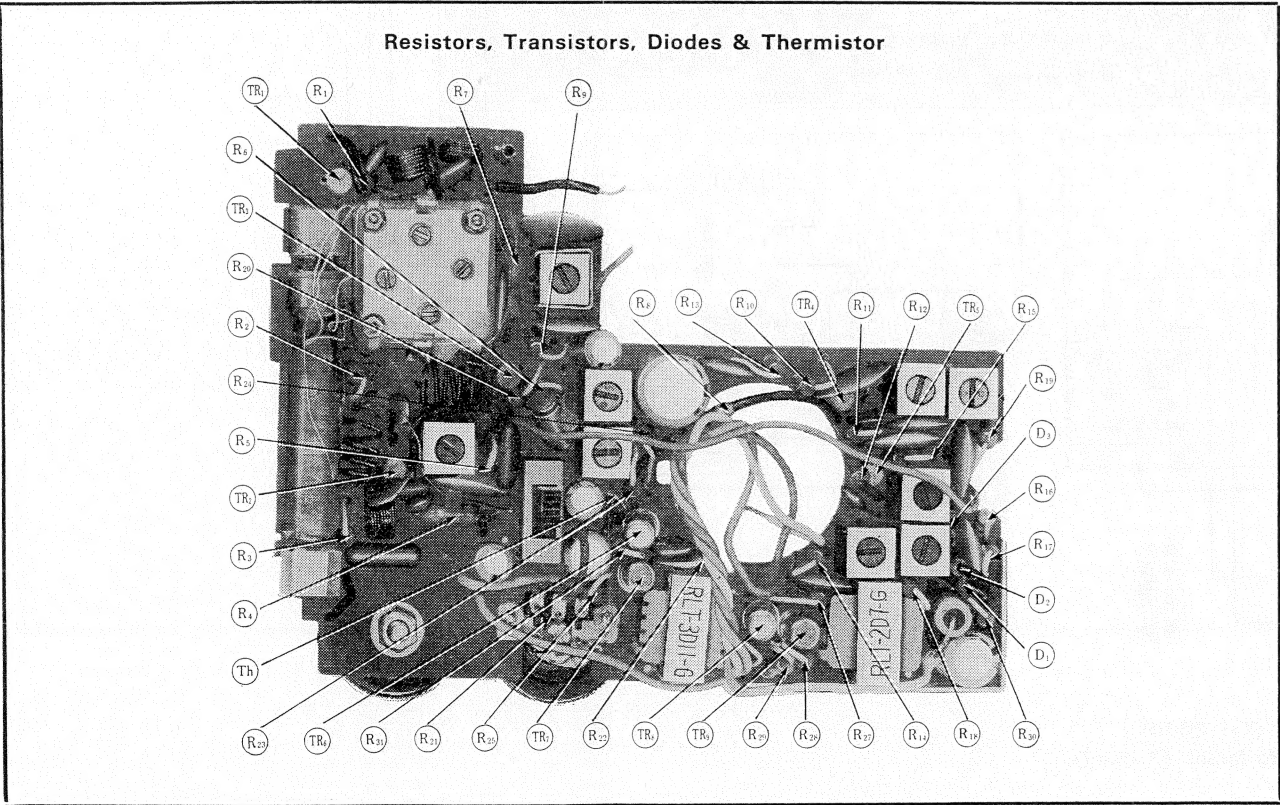 Resistors, Transistors, Diodes & Thermistor
TR₁
R₁
R₇
R₉
R₆
TR₃
R₂₀
R₂
R₂₄
R₅
TR₂
R₃
R₄
Th
R₈
R₁₃
R₁₀
TR₄
R₁₁
R₁₂
TR₅
R₁₅
R₁₉
D₃
R₁₆
R₁₇
D₂
D₁
RLT-3D11-G
RLT-2D7-G
R₂₃
TR₆
R₃₁
R₂₁
R₂₅
TR₇
R₂₂
TR₈
TR₉
R₂₉
R₂₈
R₂₇
R₁₄
R₁₈
R₃₀